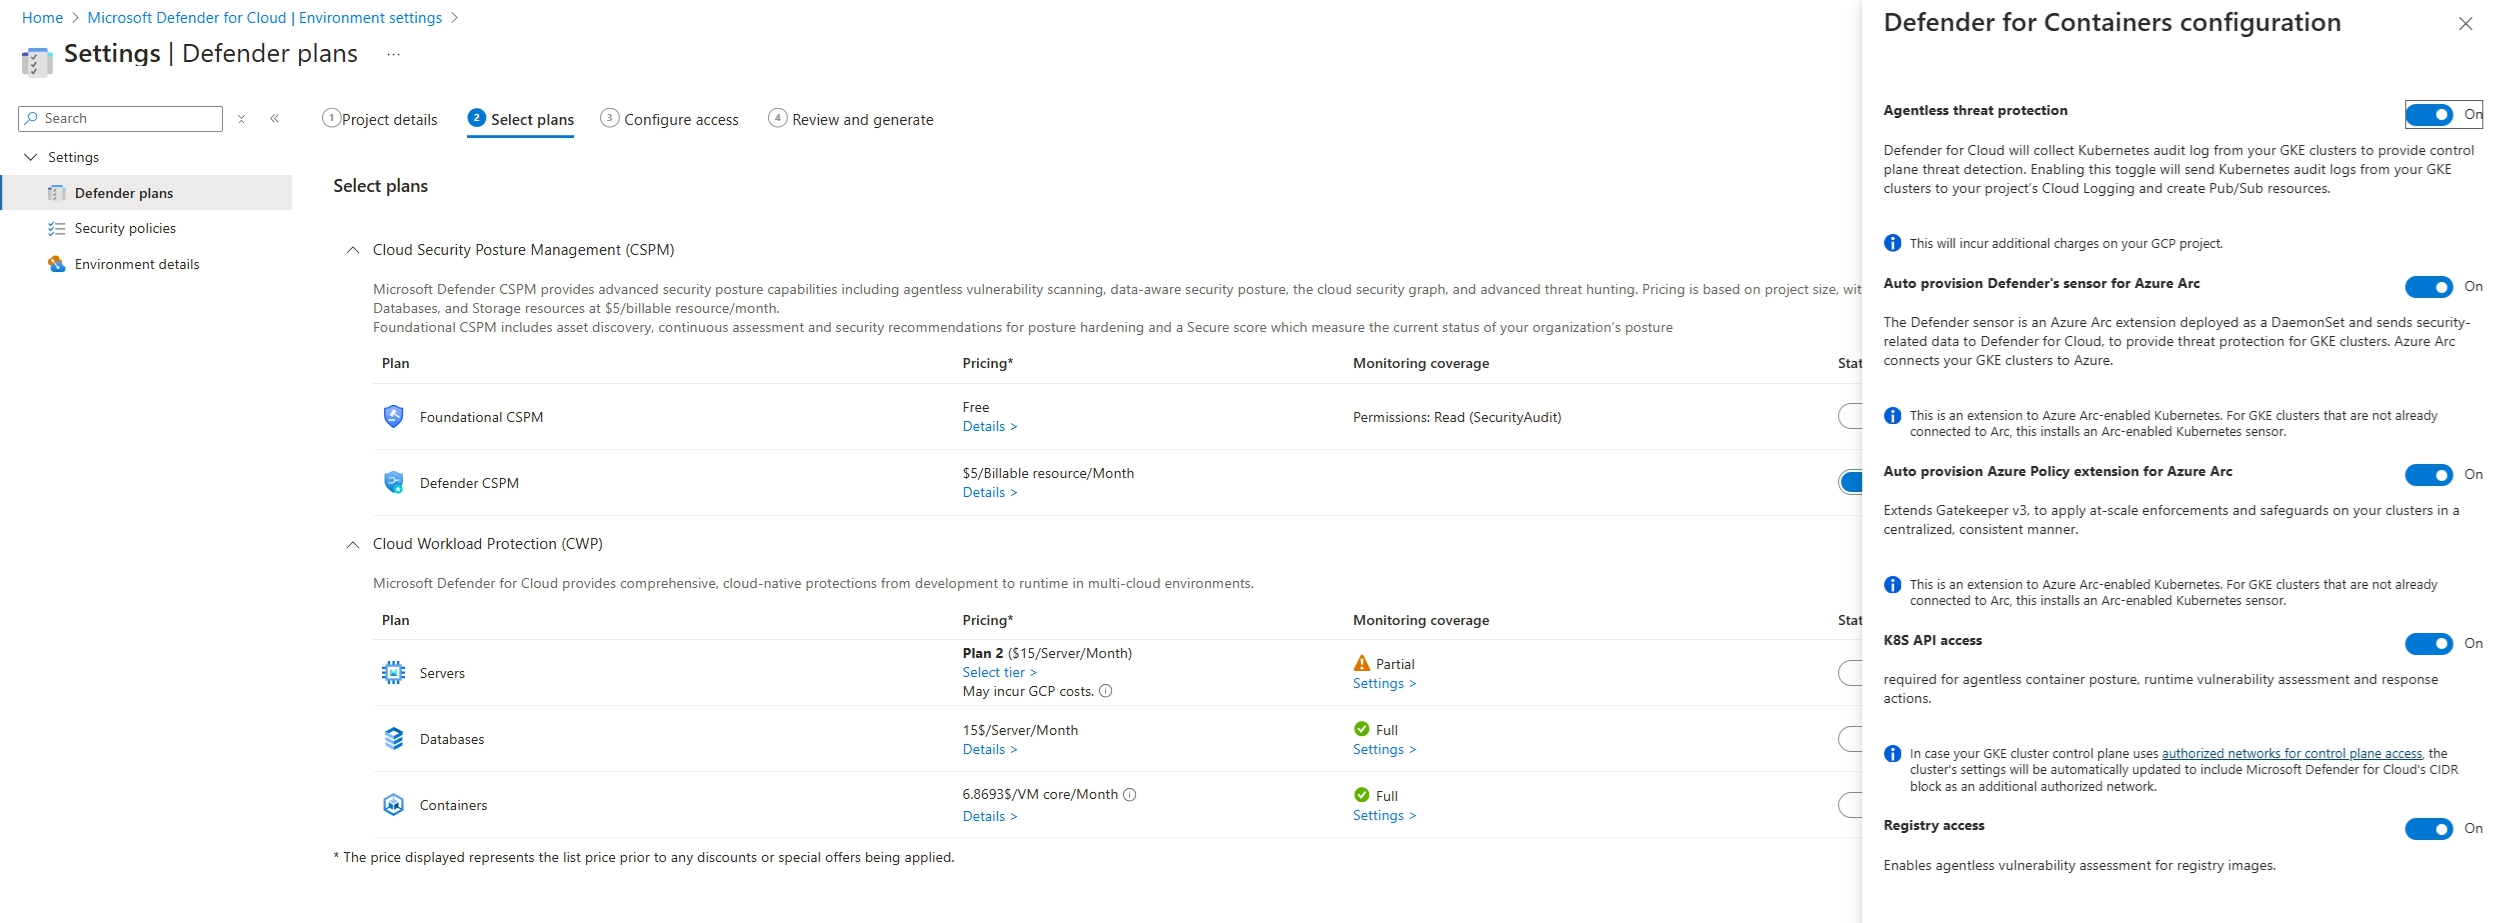 Home > Microsoft Defender for Cloud | Environment settings >
Settings | Defender plans ...
Search
Settings
Defender plans
Security policies
Environment details
1 Project details
2 Select plans
3 Configure access
4 Review and generate
Select plans
Cloud Security Posture Management (CSPM)
Microsoft Defender CSPM provides advanced security posture capabilities including agentless vulnerability scanning, data-aware security posture, the cloud security graph, and advanced threat hunting. Pricing is based on project size, wit
Databases, and Storage resources at $5/billable resource/month.
Foundational CSPM includes asset discovery, continuous assessment and security recommendations for posture hardening and a Secure score which measure the current status of your organization's posture
Plan Pricing* Monitoring coverage Stat
Foundational CSPM
Free
Details >
Permissions: Read (SecurityAudit)
Defender CSPM
$5/Billable resource/Month
Details >
Cloud Workload Protection (CWP)
Microsoft Defender for Cloud provides comprehensive, cloud-native protections from development to runtime in multi-cloud environments.
Plan Pricing* Monitoring coverage Stat
Servers
Plan 2 ($15/Server/Month)
Select tier >
May incur GCP costs.
Partial
Settings >
Databases
15$/Server/Month
Details >
Full
Settings >
Containers
6.8693$/VM core/Month
Details >
Full
Settings >
* The price displayed represents the list price prior to any discounts or special offers being applied.
Defender for Containers configuration
Agentless threat protection On
Defender for Cloud will collect Kubernetes audit log from your GKE clusters to provide control
plane threat detection. Enabling this toggle will send Kubernetes audit logs from your GKE
clusters to your project's Cloud Logging and create Pub/Sub resources.
This will incur additional charges on your GCP project.
Auto provision Defender's sensor for Azure Arc On
The Defender sensor is an Azure Arc extension deployed as a DaemonSet and sends security-
related data to Defender for Cloud, to provide threat protection for GKE clusters. Azure Arc
connects your GKE clusters to Azure.
This is an extension to Azure Arc-enabled Kubernetes. For GKE clusters that are not already
connected to Arc, this installs an Arc-enabled Kubernetes sensor.
Auto provision Azure Policy extension for Azure Arc On
Extends Gatekeeper v3, to apply at-scale enforcements and safeguards on your clusters in a
centralized, consistent manner.
This is an extension to Azure Arc-enabled Kubernetes. For GKE clusters that are not already
connected to Arc, this installs an Arc-enabled Kubernetes sensor.
K8S API access On
required for agentless container posture, runtime vulnerability assessment and response
actions.
In case your GKE cluster control plane uses authorized networks for control plane access, the
cluster's settings will be automatically updated to include Microsoft Defender for Cloud's CIDR
block as an additional authorized network.
Registry access On
Enables agentless vulnerability assessment for registry images.